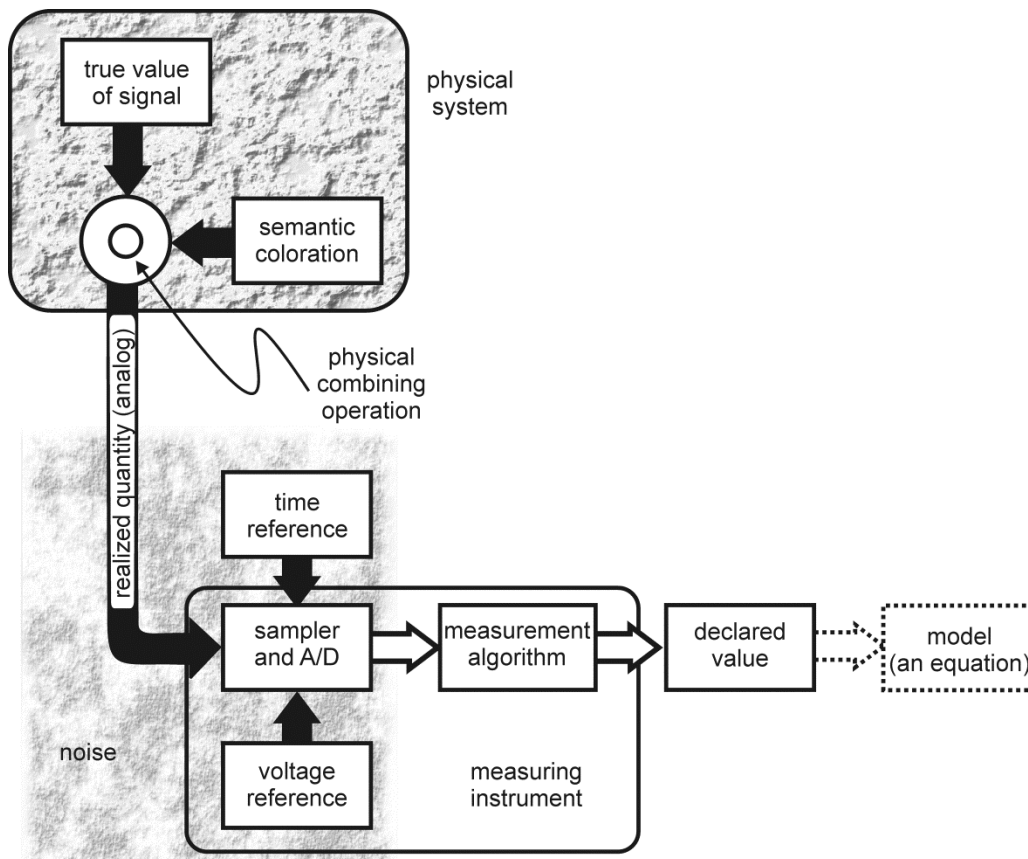 true value
of signal
physical
system
semantic
coloration
physical
combining
operation
realized quantity (analog)
time
reference
sampler
and A/D
measurement
algorithm
declared
value
model
(an equation)
noise
voltage
reference
measuring
instrument